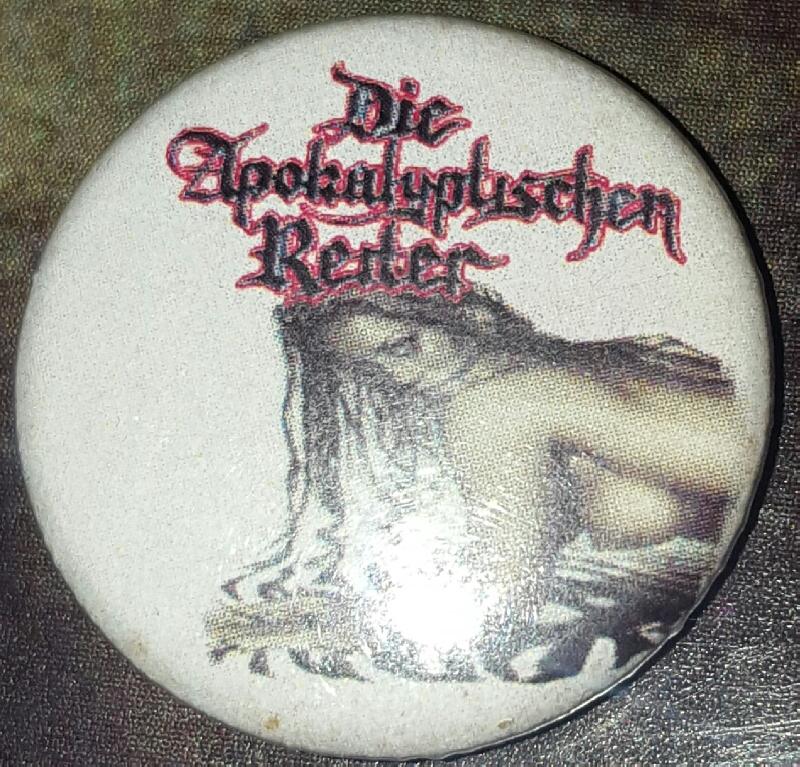 Die
Apokalyptischen
Reiter